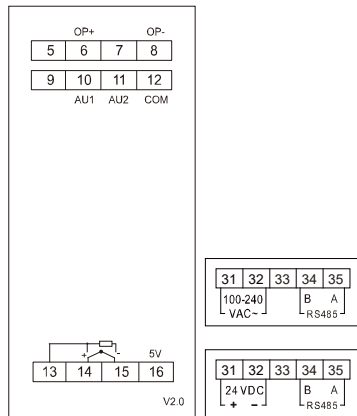 OP+ OP-
5 6 7 8
9 10 11 12
AU1 AU2 COM
+ - 5V
13 14 15 16
V2.0
31 32 33 34 35
100-240 B A
VAC~ RS485
31 32 33 34 35
24 VDC B A
+ - RS485